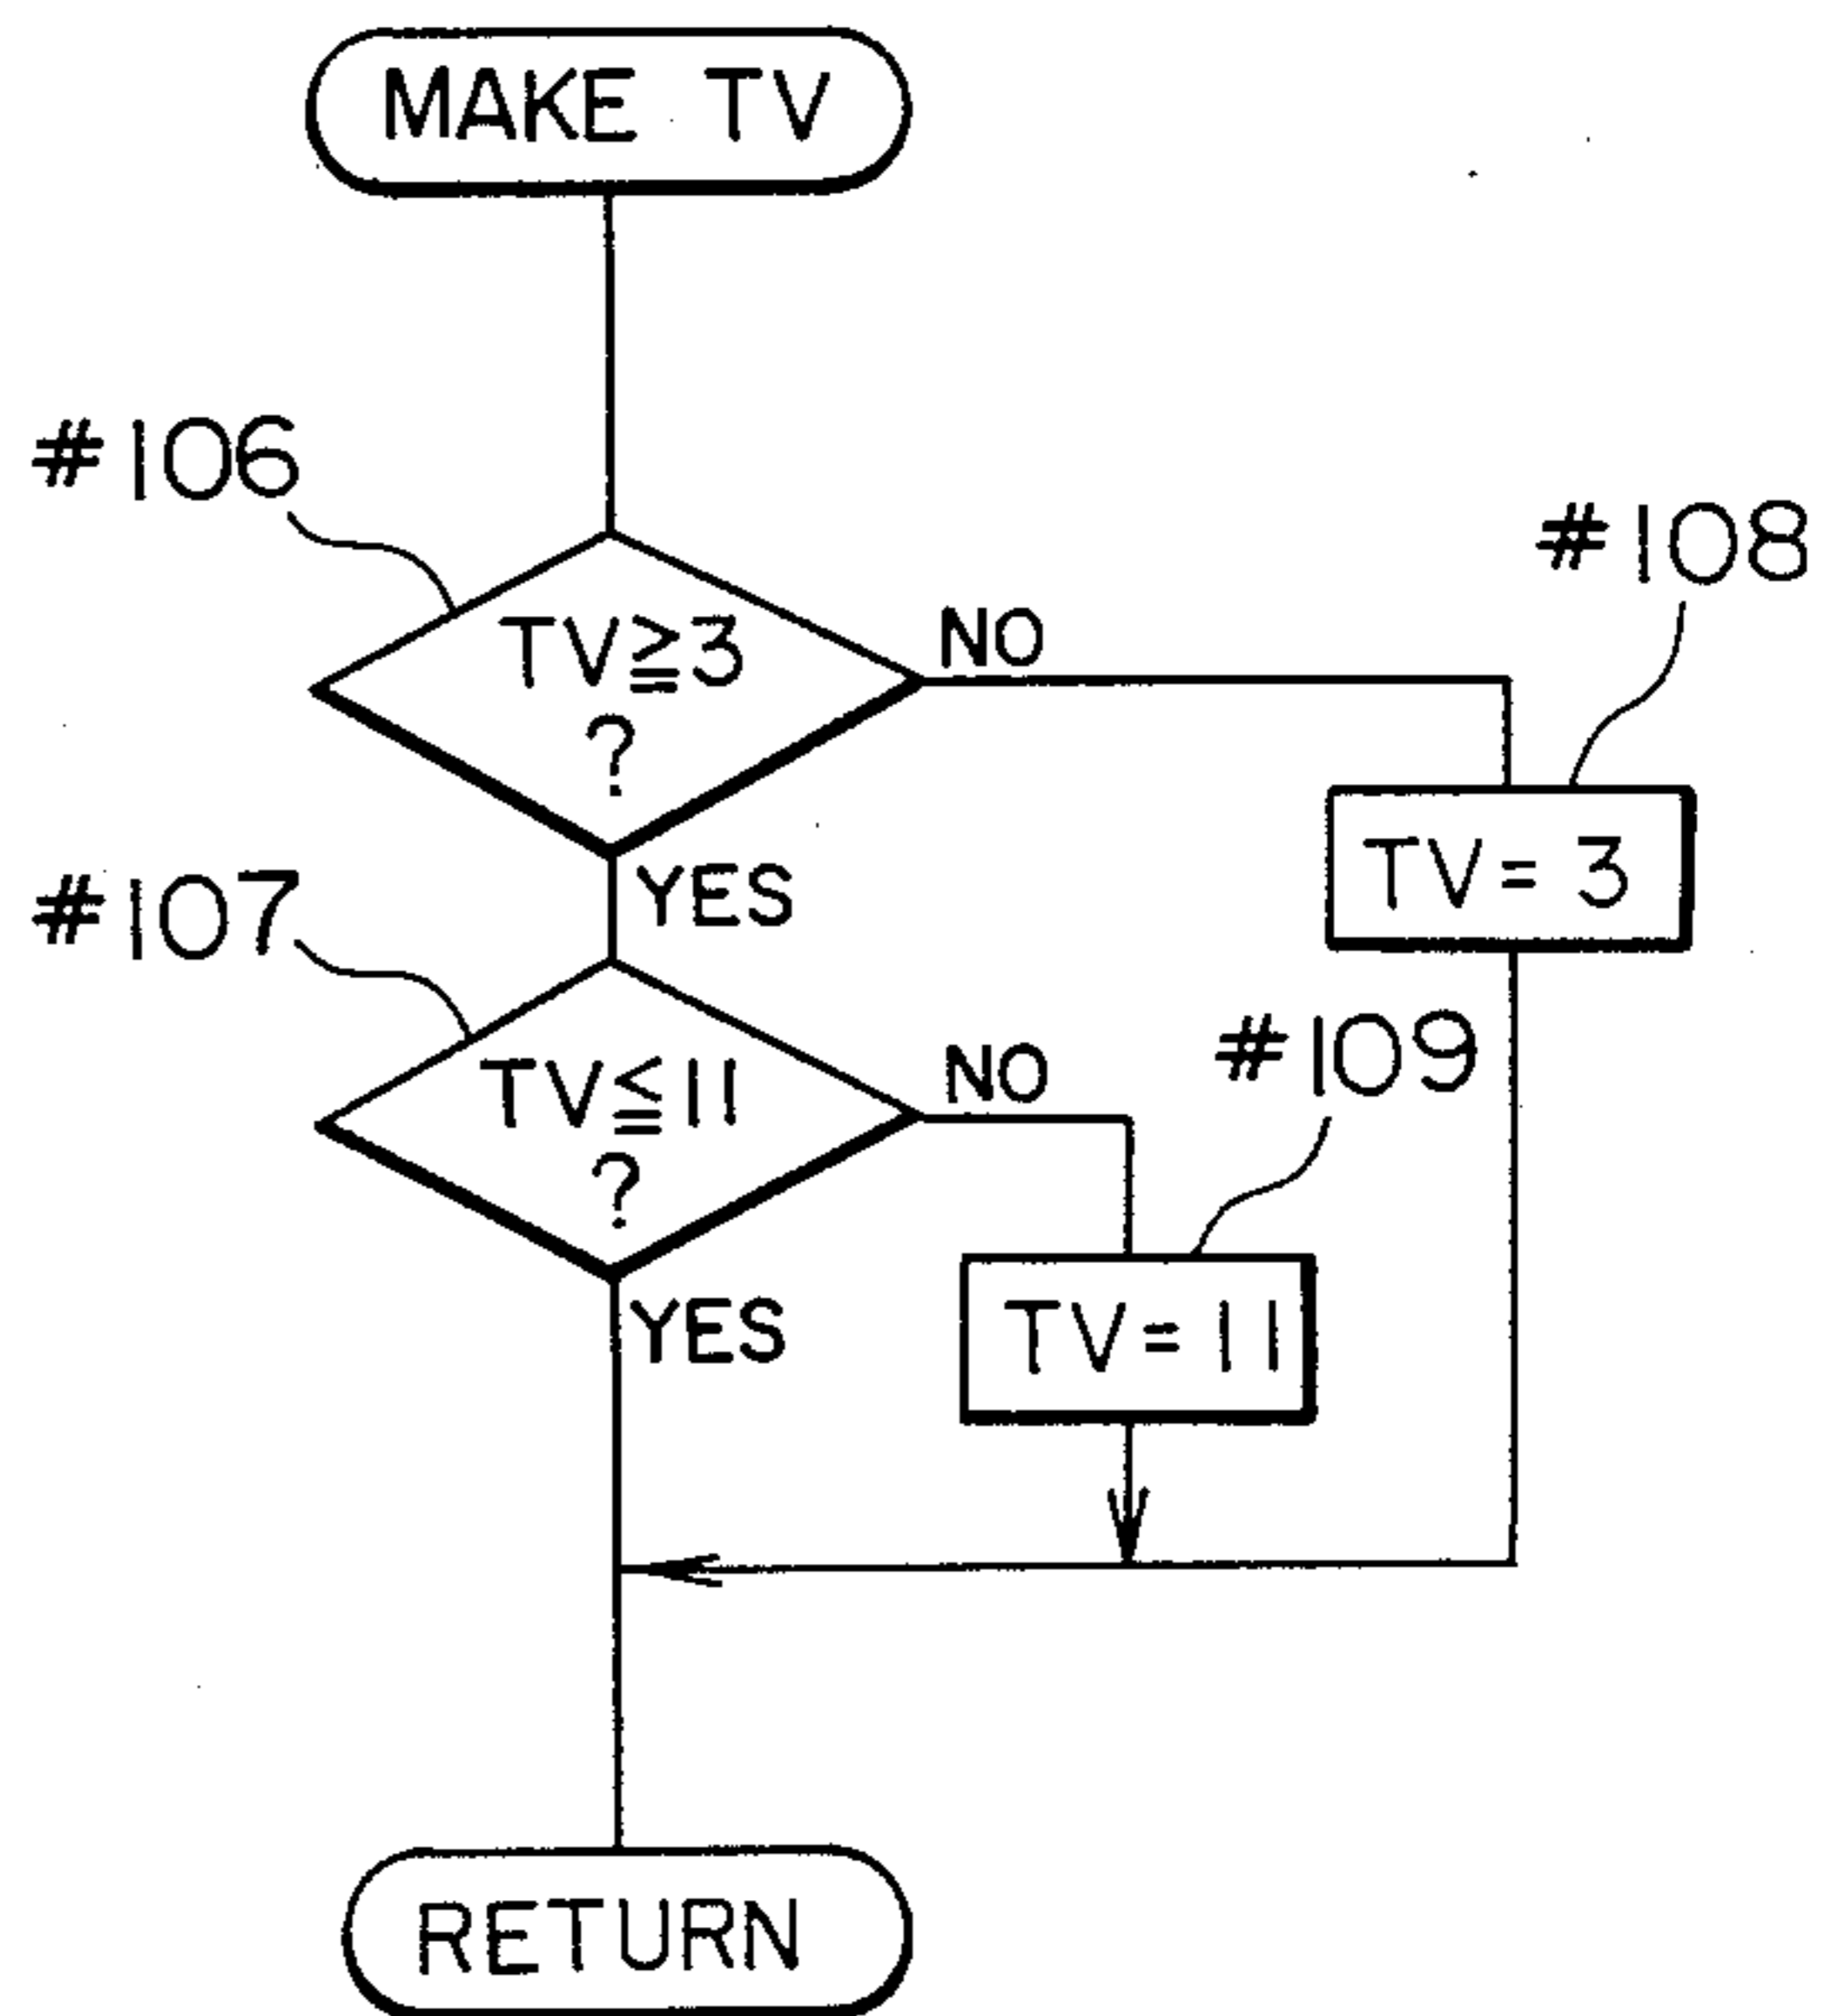 MAKE TV
#106
TV≧3
?
NO
#108
YES
TV= 3
#107
TV≦11
?
NO
#109
YES
TV=11
RETURN